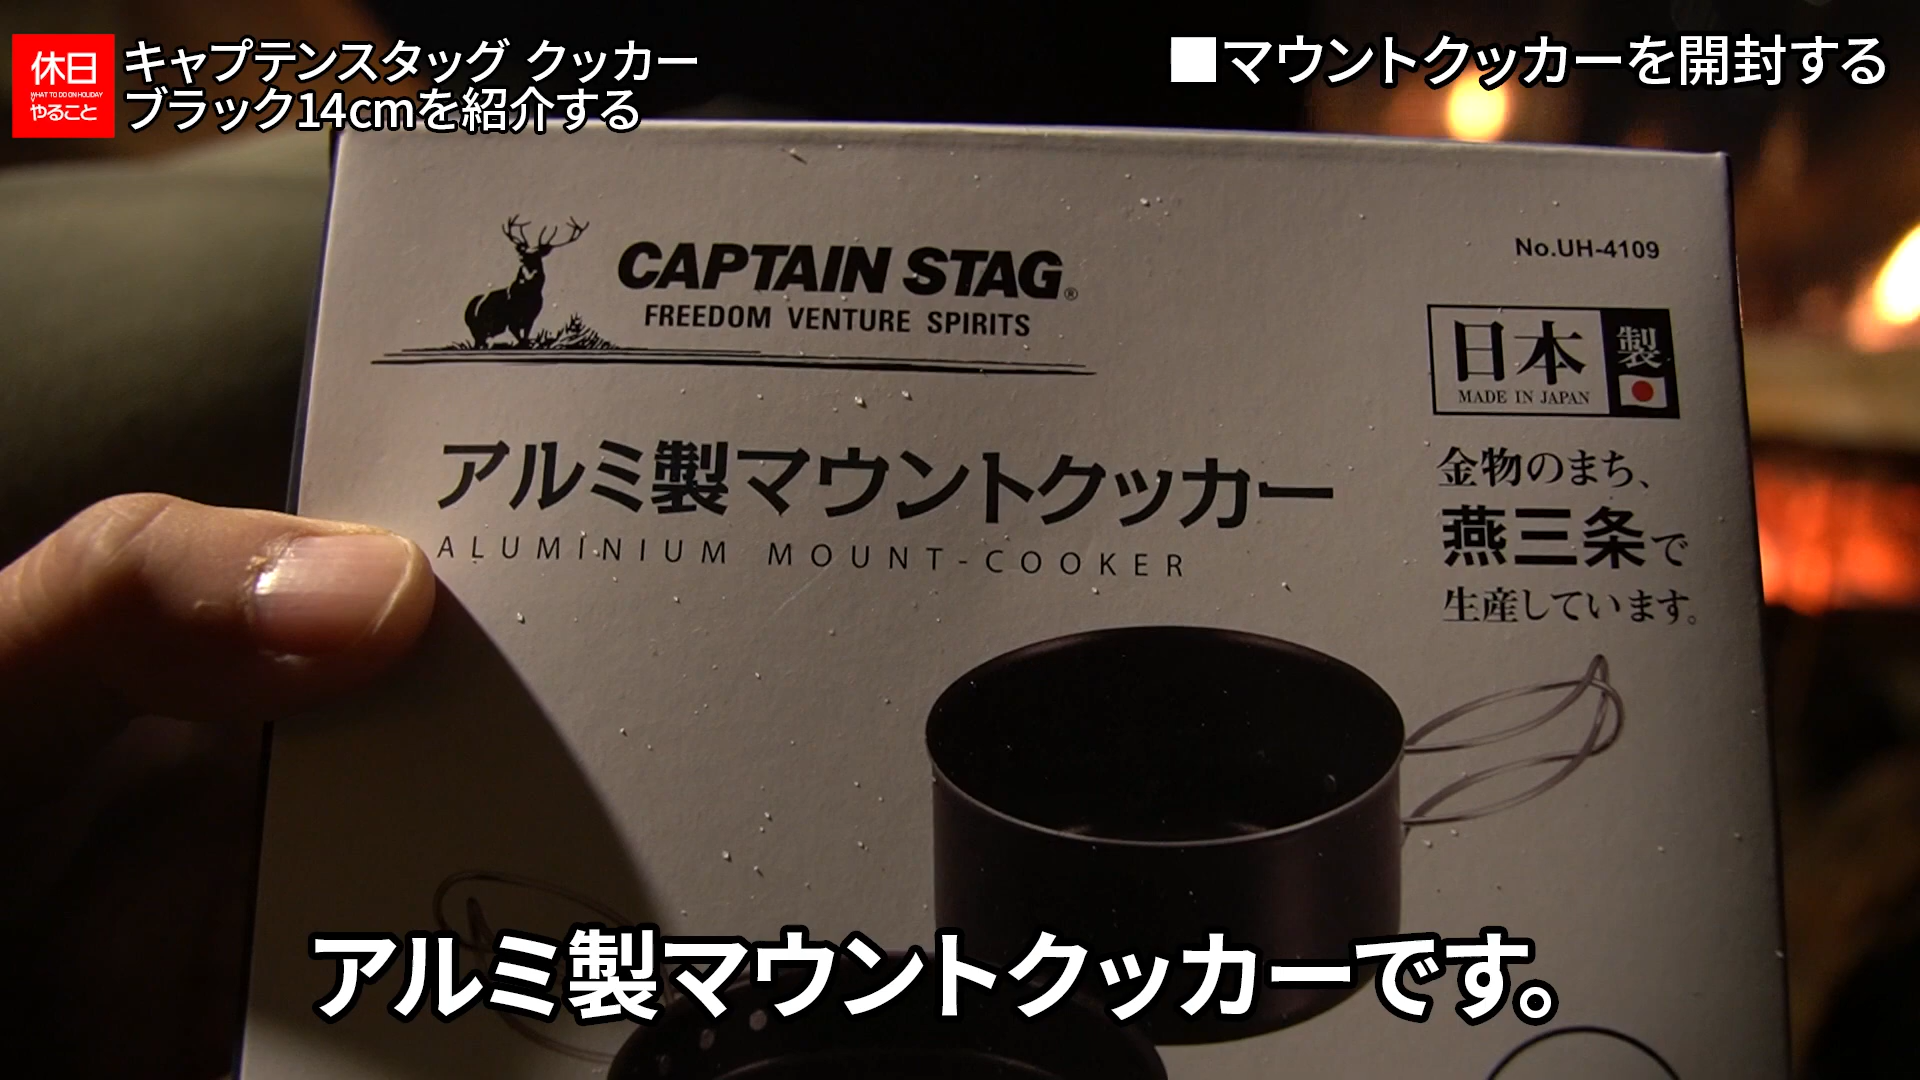 休日
WHAT TO DO ON HOLIDAY
やること
キャプテンスタッグ クッカー
ブラック14cmを紹介する
■マウントクッカーを開封する
CAPTAIN STAG®
FREEDOM VENTURE SPIRITS
No.UH-4109
日本製
MADE IN JAPAN
アルミ製マウントクッカー
ALUMINIUM MOUNT-COOKER
金物のまち、
燕三条で
生産しています。
アルミ製マウントクッカーです。